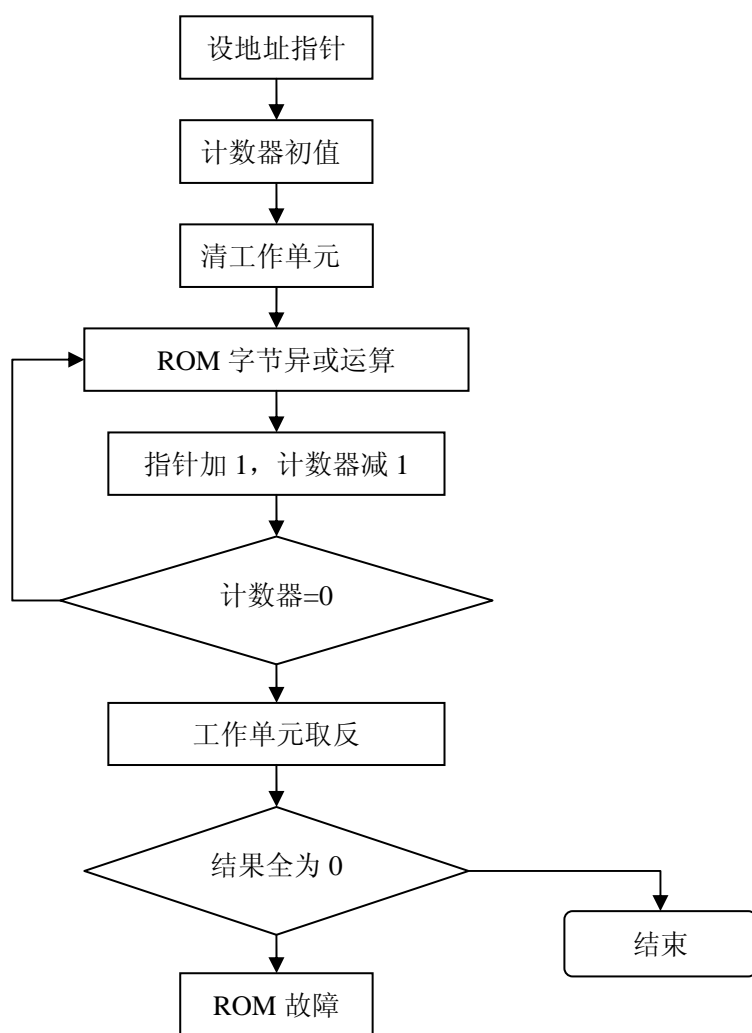 设地址指针
计数器初值
清工作单元
ROM 字节异或运算
指针加 1，计数器减 1
计数器=0
工作单元取反
结果全为 0
结束
ROM 故障